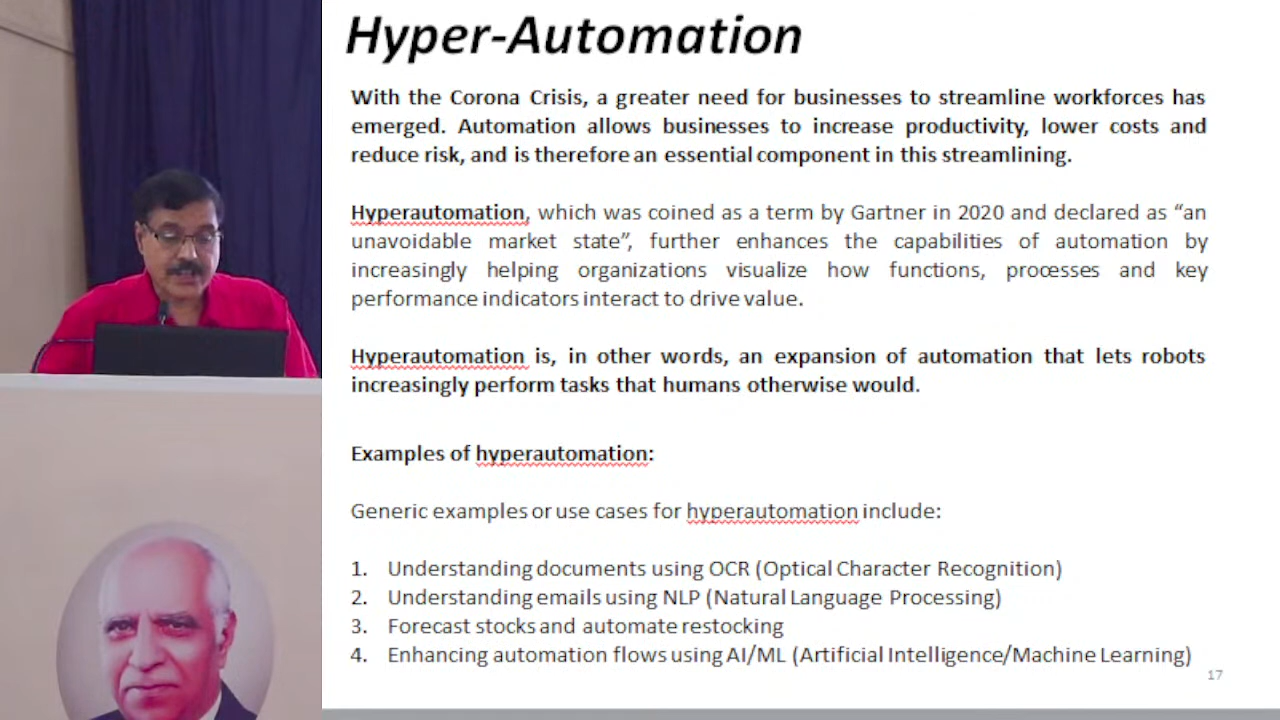 Hyper-Automation
With the Corona Crisis, a greater need for businesses to streamline workforces has
emerged. Automation allows businesses to increase productivity, lower costs and
reduce risk, and is therefore an essential component in this streamlining.
Hyperautomation, which was coined as a term by Gartner in 2020 and declared as “an
unavoidable market state”, further enhances the capabilities of automation by
increasingly helping organizations visualize how functions, processes and key
performance indicators interact to drive value.
Hyperautomation is, in other words, an expansion of automation that lets robots
increasingly perform tasks that humans otherwise would.
Examples of hyperautomation:
Generic examples or use cases for hyperautomation include:
1. Understanding documents using OCR (Optical Character Recognition)
2. Understanding emails using NLP (Natural Language Processing)
3. Forecast stocks and automate restocking
4. Enhancing automation flows using AI/ML (Artificial Intelligence/Machine Learning)
17